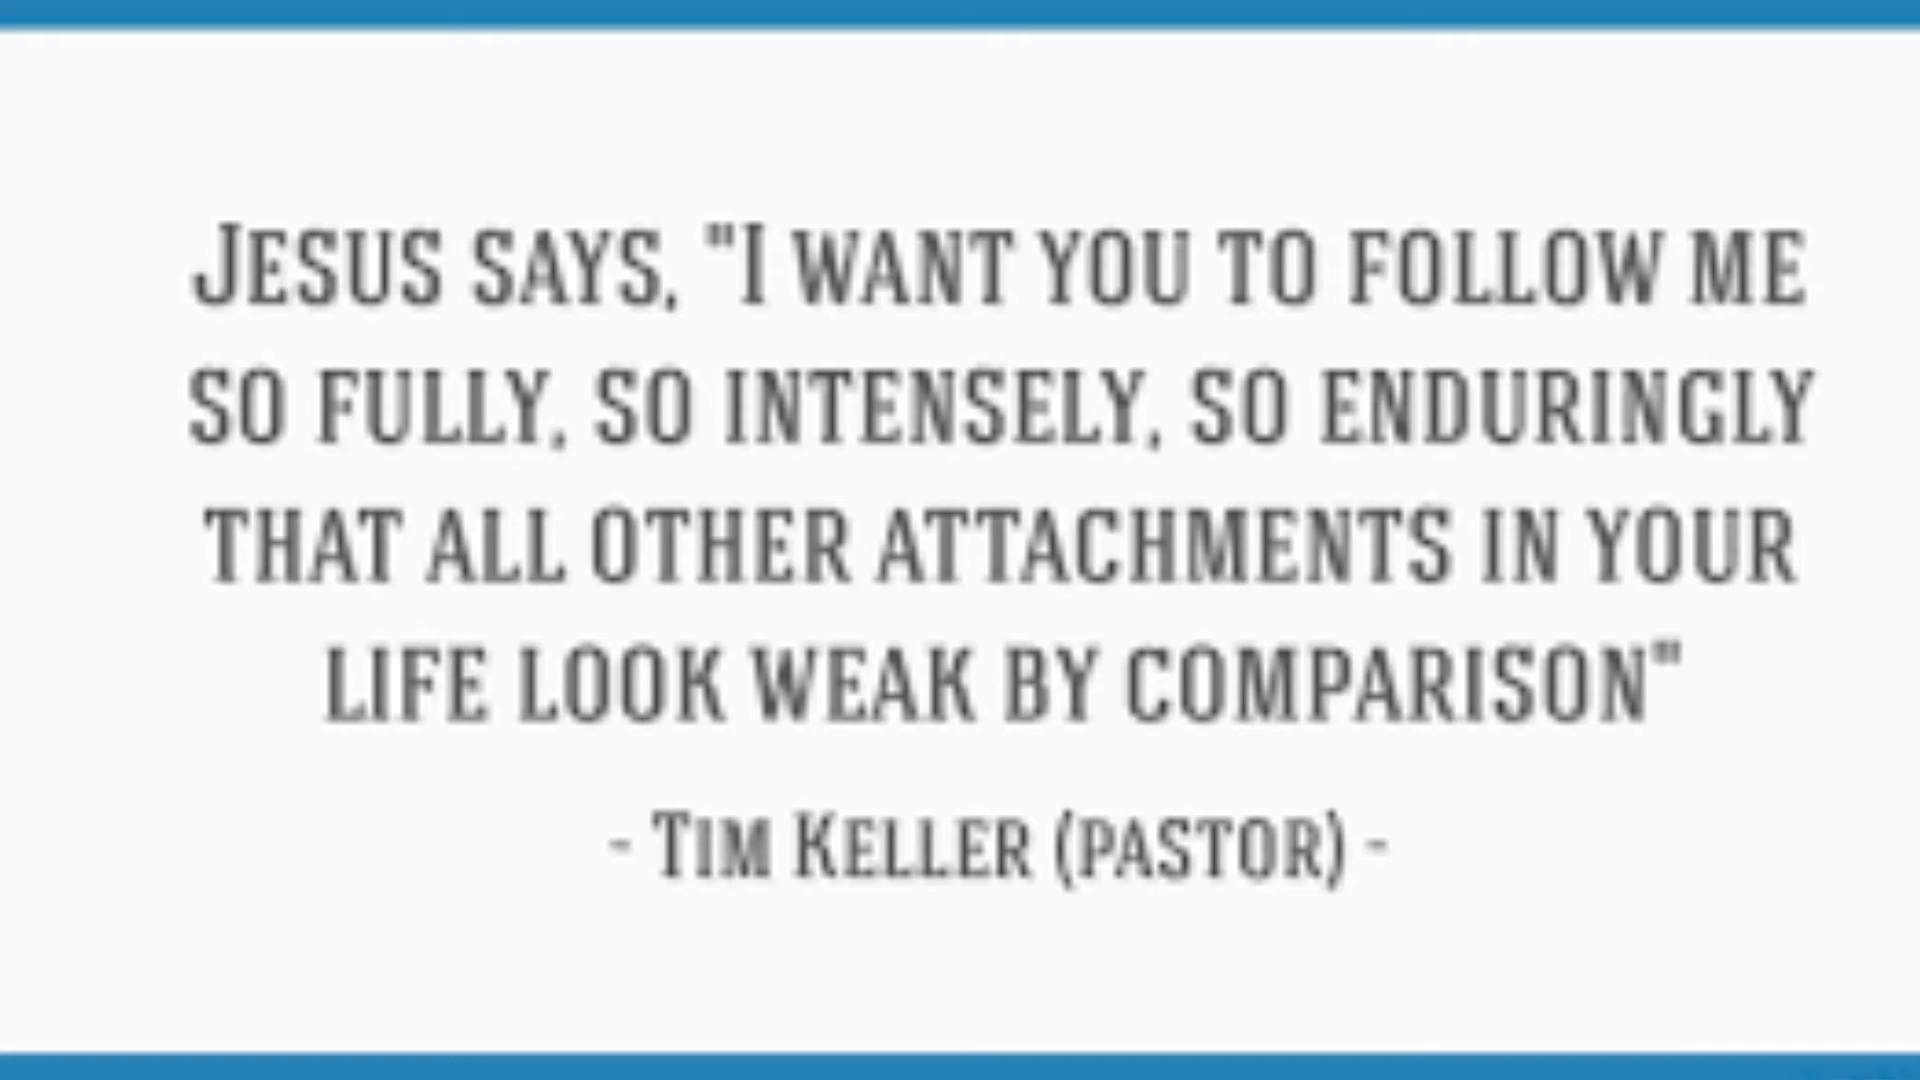 Jesus says, "I want you to follow me
so fully, so intensely, so enduringly
that all other attachments in your
life look weak by comparison"
- Tim Keller (pastor) -